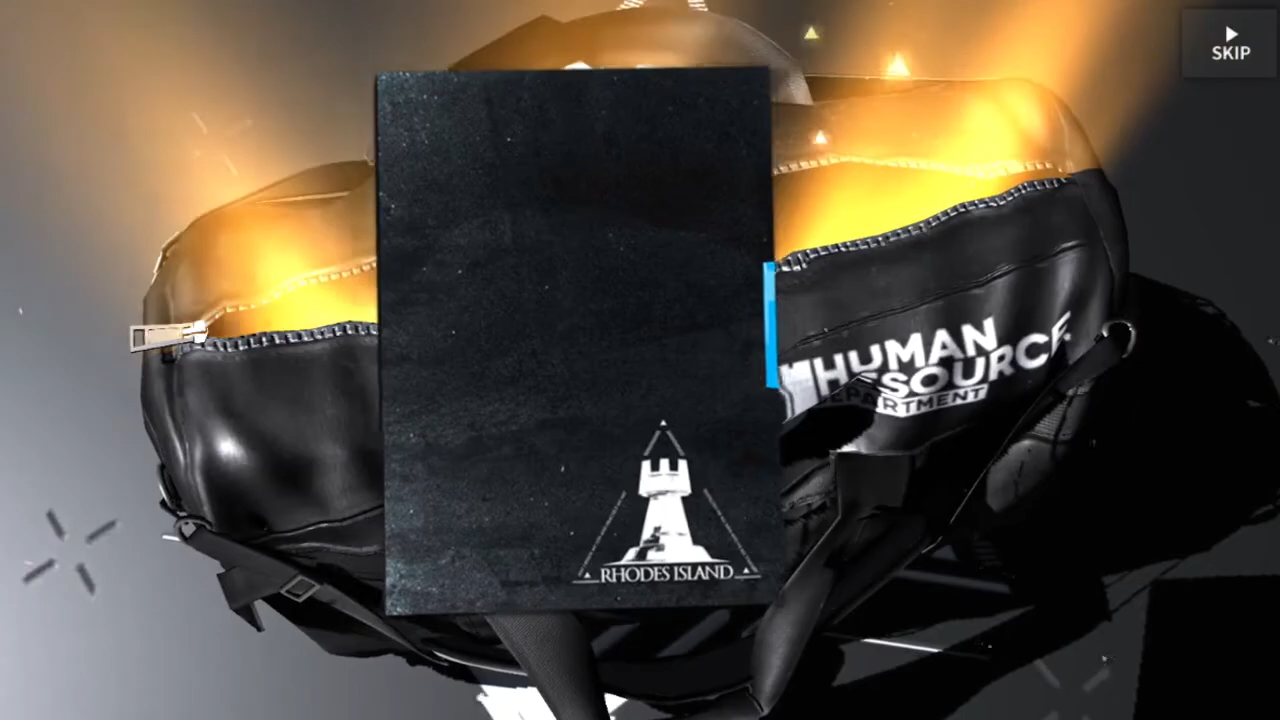 SKIP
HUMAN
RESOURCE
DEPARTMENT
RHODES ISLAND